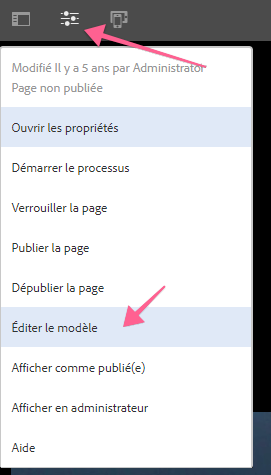 Modifié Il y a 5 ans par Administrator
Page non publiée
Ouvrir les propriétés
Démarrer le processus
Verrouiller la page
Publier la page
Dépublier la page
Éditer le modèle
Afficher comme publié(e)
Afficher en administrateur
Aide